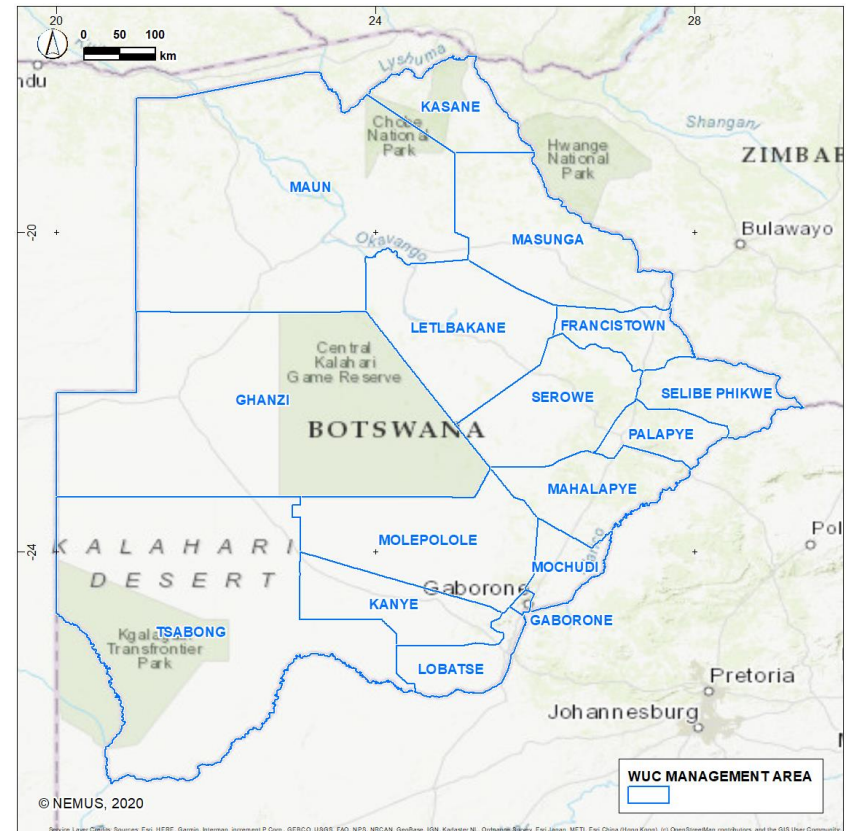 20
24
28
0 50 100
km
ndu
Lyshuma
KASANE
Chobe
National
Park
Shangani
Hwange
National
Park
ZIMBAB
MAUN
-20
Okavango
MASUNGA
Bulawayo
LETLBAKANE
FRANCISTOWN
Central
Kalahari
Game Reserve
GHANZI
SEROWE
SELIBE PHIKWE
BOTSWANA
PALAPYE
MAHALAPYE
-24
KALAHARI
DESERT
MOLEPOLOLE
Pol
MOCHUDI
Gaborone
KANYE
GABORONE
TSABONG
Transfrontier
Park
LOBATSE
Pretoria
Johannesburg
WUC MANAGEMENT AREA
© NEMUS, 2020